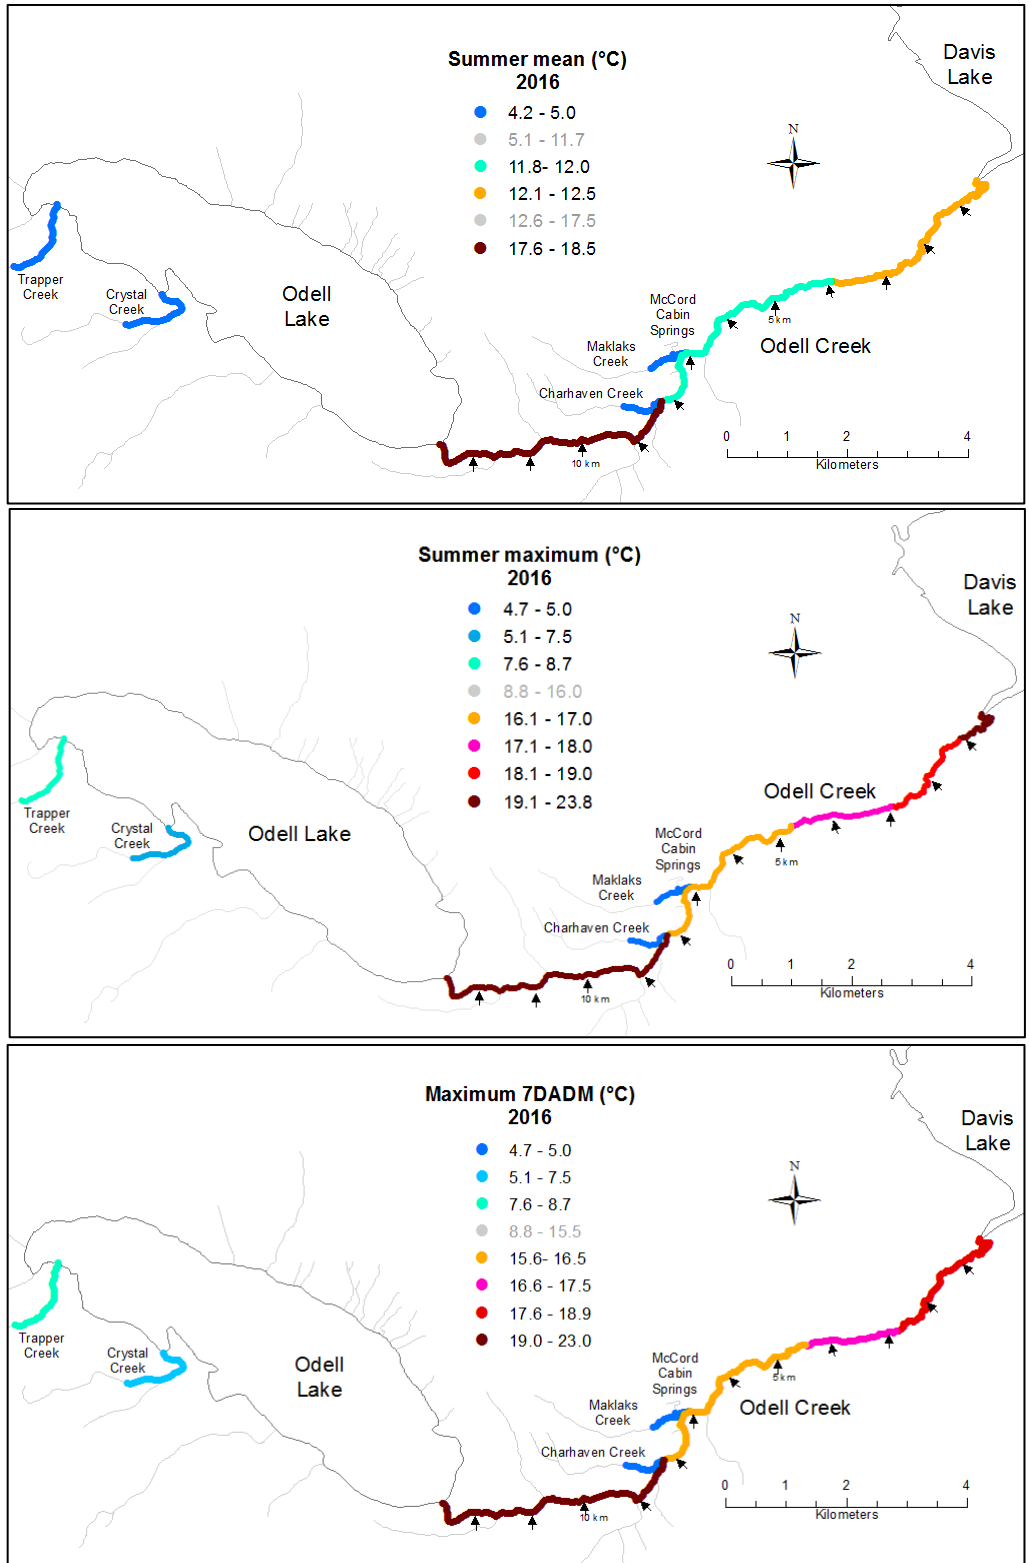 Summer mean (°C)
2016
4.2 - 5.0
5.1 - 11.7
11.8- 12.0
12.1 - 12.5
12.6 - 17.5
17.6 - 18.5
Davis
Lake
N
Trapper
Creek
Crystal
Creek
Odell
Lake
McCord
Cabin
Springs
Maklaks
Creek
Charhaven Creek
5 km
Odell Creek
10 km
0 1 2 4
Kilometers
Summer maximum (°C)
2016
4.7 - 5.0
5.1 - 7.5
7.6 - 8.7
8.8 - 16.0
16.1 - 17.0
17.1 - 18.0
18.1 - 19.0
19.1 - 23.8
Davis
Lake
N
Trapper
Creek
Crystal
Creek
Odell Lake
Odell Creek
McCord
Cabin
Springs
Maklaks
Creek
Charhaven Creek
5 km
10 km
0 1 2 4
Kilometers
Maximum 7DADM (°C)
2016
4.7 - 5.0
5.1 - 7.5
7.6 - 8.7
8.8 - 15.5
15.6- 16.5
16.6 - 17.5
17.6 - 18.9
19.0 - 23.0
Davis
Lake
N
Trapper
Creek
Crystal
Creek
Odell
Lake
McCord
Cabin
Springs
Maklaks
Creek
Charhaven Creek
5 km
Odell Creek
10 km
0 1 2 4
Kilometers